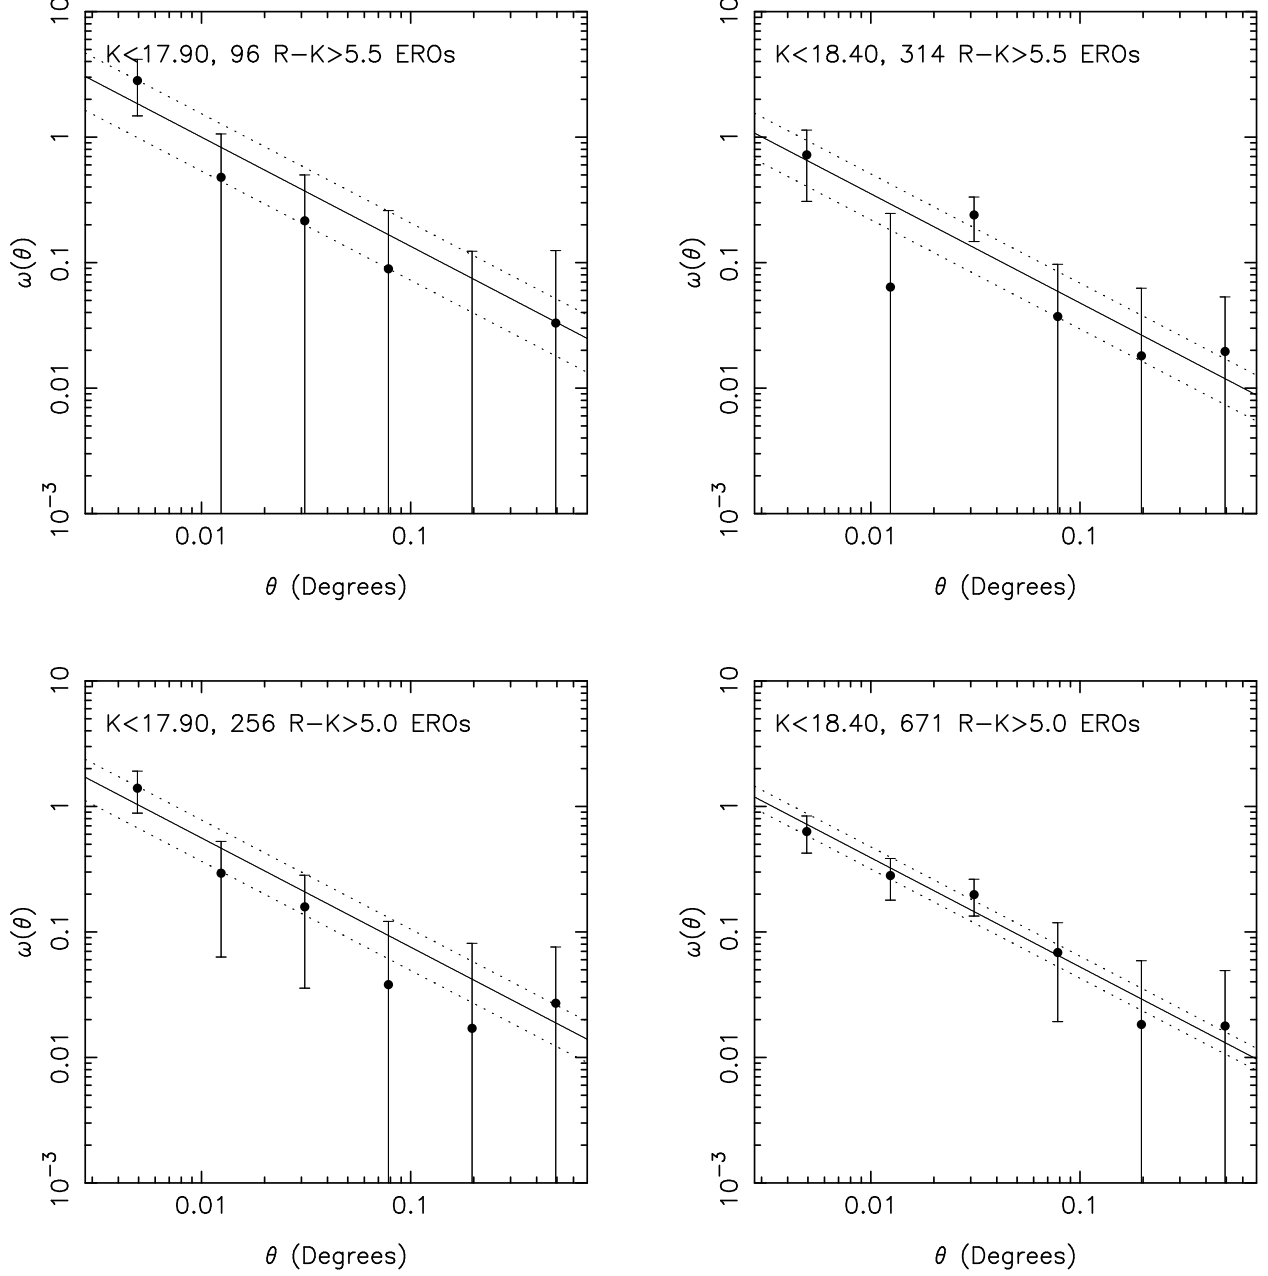 K<17.90, 96 R−K>5.5 EROs
10
1
0.1
0.01
10⁻³
ω(θ)
0.01 0.1
θ (Degrees)
K<18.40, 314 R−K>5.5 EROs
10
1
0.1
0.01
10⁻³
ω(θ)
0.01 0.1
θ (Degrees)
K<17.90, 256 R−K>5.0 EROs
10
1
0.1
0.01
10⁻³
ω(θ)
0.01 0.1
θ (Degrees)
K<18.40, 671 R−K>5.0 EROs
10
1
0.1
0.01
10⁻³
ω(θ)
0.01 0.1
θ (Degrees)